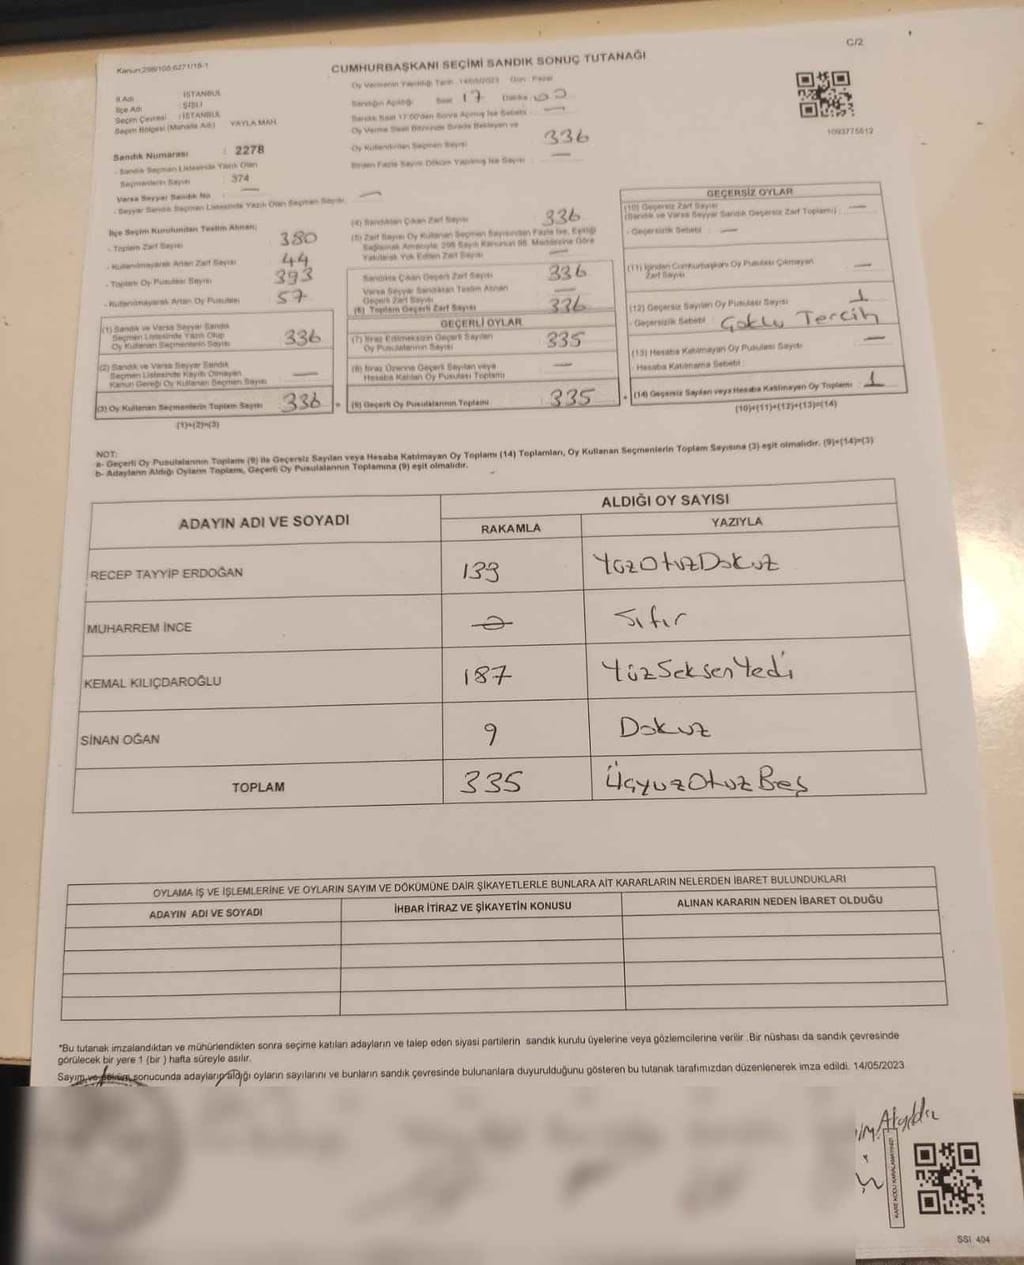 C/2
Kanun:298/105:6271/18-1
CUMHURBAŞKANI SEÇİMİ SANDIK SONUÇ TUTANAĞI
Oy Vermenin Yapıldığı Tarih 14/05/2023 Gün : Pazar
İl Adı : İSTANBUL
İlçe Adı : ŞİŞLİ
Seçim Çevresi : İSTANBUL
Seçim Bölgesi (Mahalle Adı) YAYLA MAH.
Sandığın Açıldığı Saat 17 Dakika
Sandık Saat 17:00'den Sonra Açılmış İse Sebebi —
Oy Verme Saati Bitiminde Sırada Bekleyen ve
Oy Kullandırılan Seçmen Sayısı 336
Birden Fazla Sayım Döküm Yapılmış İse Sayısı —
1093775612
Sandık Numarası : 2278
- Sandık Seçmen Listesinde Yazılı Olan
Seçmenlerin Sayısı : 374
Varsa Seyyar Sandık No : —
- Seyyar Sandık Seçmen Listesinde Yazılı Olan Seçmen Sayısı: —
İlçe Seçim Kurulundan Teslim Alınan;
- Toplam Zarf Sayısı 380
- Kullanılmayarak Artan Zarf Sayısı 44
- Toplam Oy Pusulası Sayısı 393
- Kullanılmayarak Artan Oy Pusulası 57
(1) Sandık ve Varsa Seyyar Sandık
Seçmen Listesinde Yazılı Olup
Oy Kullanan Seçmenlerin Sayısı 336
(2) Sandık ve Varsa Seyyar Sandık
Seçmen Listesinde Kayıtlı Olmayan
Kanun Gereği Oy Kullanan Seçmen Sayısı —
(3) Oy Kullanan Seçmenlerin Toplam Sayısı 336
(1)+(2)=(3)
(4) Sandıktan Çıkan Zarf Sayısı 336
(5) Zarf Sayısı Oy Kullanan Seçmen Sayısından Fazla İse, Eşitliği
Sağlamak Amacıyla, 298 Sayılı Kanunun 98. Maddesine Göre
Yakılarak Yok Edilen Zarf Sayısı —
Sandıkta Çıkan Geçerli Zarf Sayısı 336
Varsa Seyyar Sandıktan Teslim Alınan
Geçerli Zarf Sayısı —
(6) Toplam Geçerli Zarf Sayısı 336
GEÇERLİ OYLAR
(7) İtiraz Edilmeksizin Geçerli Sayılan
Oy Pusulalarının Sayısı 335
(8) İtiraz Üzerine Geçerli Sayılan veya
Hesaba Katılan Oy Pusulası Toplamı —
= (9) Geçerli Oy Pusulalarının Toplamı 335
GEÇERSİZ OYLAR
(10) Geçersiz Zarf Sayısı
(Sandık ve Varsa Seyyar Sandık Geçersiz Zarf Toplamı) —
- Geçersizlik Sebebi : —
(11) İçinden Cumhurbaşkanı Oy Pusulası Çıkmayan
Zarf Sayısı —
(12) Geçersiz Sayılan Oy Pusulası Sayısı 1
- Geçersizlik Sebebi : Çoklu Tercih
(13) Hesaba Katılmayan Oy Pusulası Sayısı —
- Hesaba Katılmama Sebebi :
+ (14) Geçersiz Sayılan veya Hesaba Katılmayan Oy Toplamı 1
(10)+(11)+(12)+(13)=(14)
NOT:
a- Geçerli Oy Pusulalarının Toplamı (9) ile Geçersiz Sayılan veya Hesaba Katılmayan Oy Toplamı (14) Toplamları, Oy Kullanan Seçmenlerin Toplam Sayısına (3) eşit olmalıdır. (9)+(14)=(3)
b- Adayların Aldığı Oyların Toplamı, Geçerli Oy Pusulalarının Toplamına (9) eşit olmalıdır.
ADAYIN ADI VE SOYADI
ALDIĞI OY SAYISI
RAKAMLA YAZIYLA
RECEP TAYYİP ERDOĞAN 139 YüzOtuzDokuz
MUHARREM İNCE 0 Sıfır
KEMAL KILIÇDAROĞLU 187 YüzSeksenYedi
SİNAN OĞAN 9 Dokuz
TOPLAM 335 ÜçyuzOtuzBeş
OYLAMA İŞ VE İŞLEMLERİNE VE OYLARIN SAYIM VE DÖKÜMÜNE DAİR ŞİKAYETLERLE BUNLARA AİT KARARLARIN NELERDEN İBARET BULUNDUKLARI
ADAYIN ADI VE SOYADI İHBAR İTİRAZ VE ŞİKAYETİN KONUSU ALINAN KARARIN NEDEN İBARET OLDUĞU
*Bu tutanak imzalandıktan ve mühürlendikten sonra seçime katılan adayların ve talep eden siyasi partilerin sandık kurulu üyelerine veya gözlemcilerine verilir .Bir nüshası da sandık çevresinde
görülecek bir yere 1 (bir ) hafta süreyle asılır.
Sayım ve döküm sonucunda adayların aldığı oyların sayılarını ve bunların sandık çevresinde bulunanlara duyurulduğunu gösteren bu tutanak tarafımızdan düzenlenerek imza edildi. 14/05/2023
KARE KODU KARALAMAYINIZ!
SSI 404